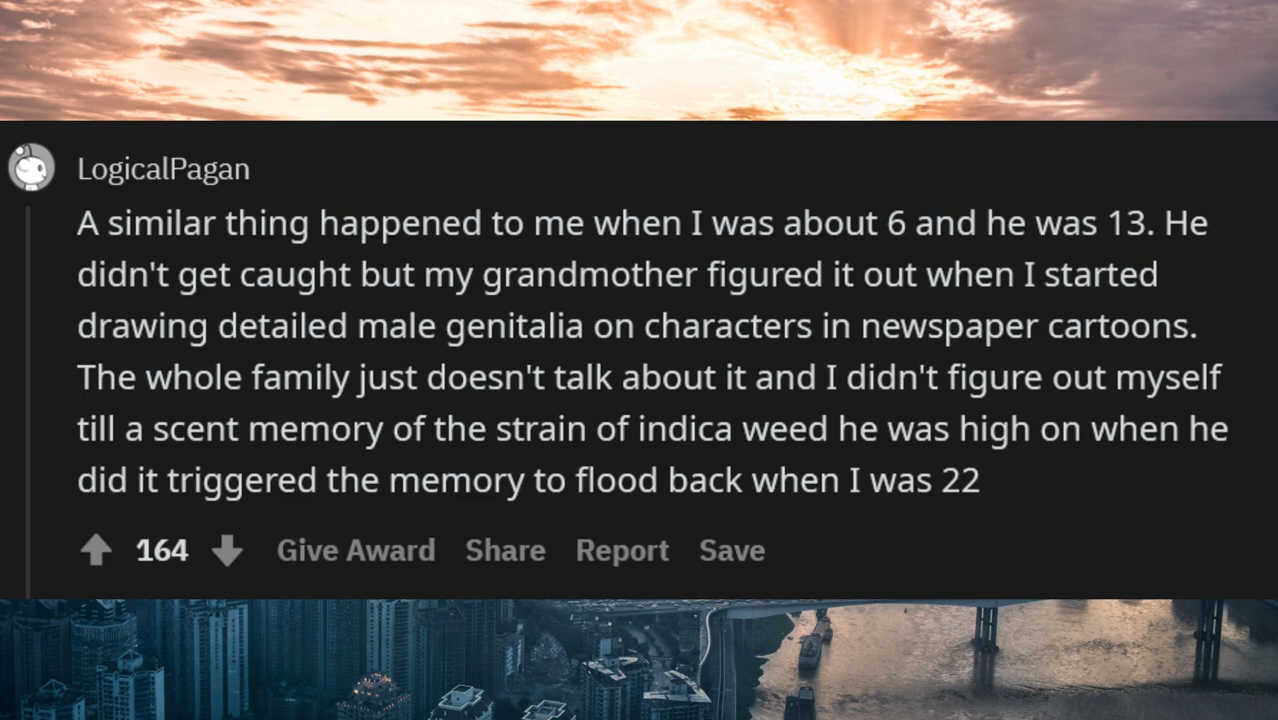 LogicalPagan
A similar thing happened to me when I was about 6 and he was 13. He
didn't get caught but my grandmother figured it out when I started
drawing detailed male genitalia on characters in newspaper cartoons.
The whole family just doesn't talk about it and I didn't figure out myself
till a scent memory of the strain of indica weed he was high on when he
did it triggered the memory to flood back when I was 22
164 Give Award Share Report Save